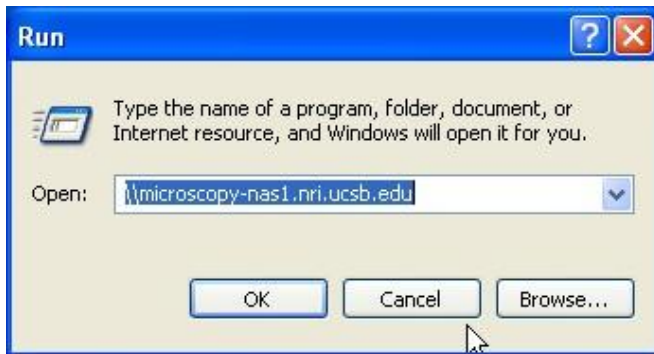 Run
Type the name of a program, folder, document, or
Internet resource, and Windows will open it for you.
Open: \\microscopy-nas1.nri.ucsb.edu
OK Cancel Browse...